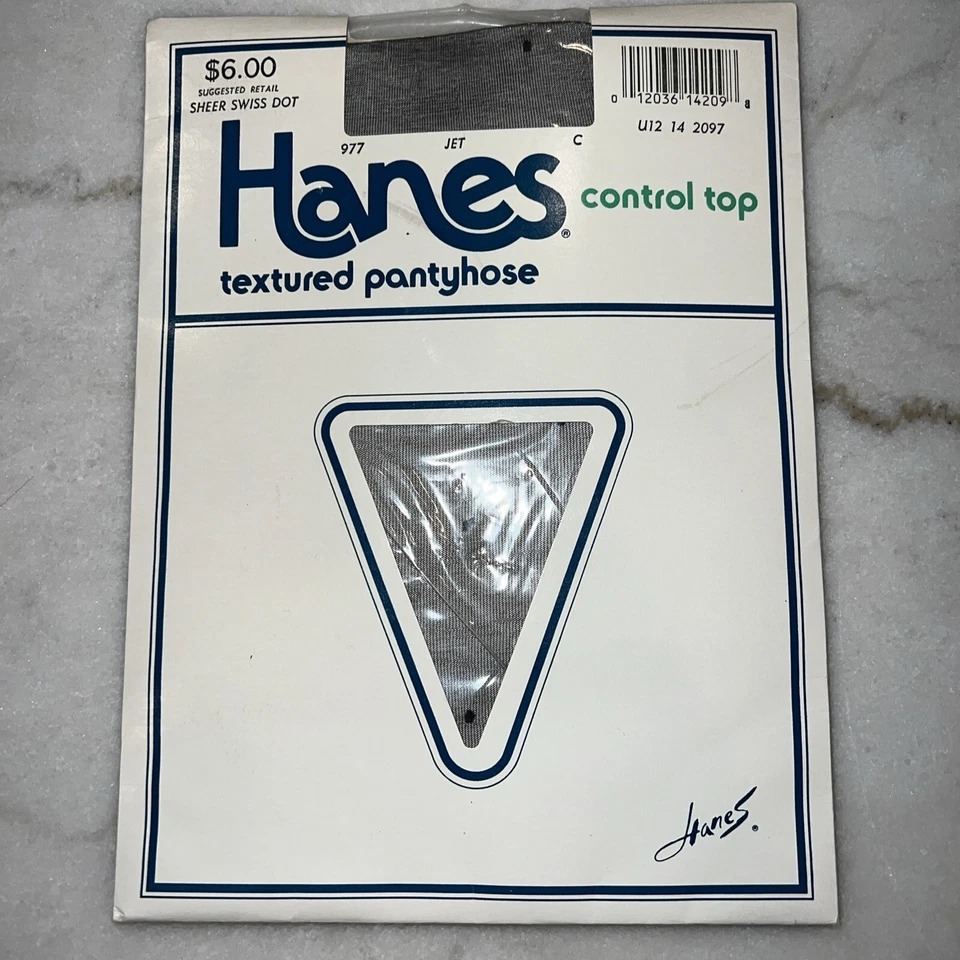 $6.00
SUGGESTED RETAIL
SHEER SWISS DOT
0 12036 14209 8
U12 14 2097
977 JET C
Hanes®
control top
textured pantyhose
Hanes®